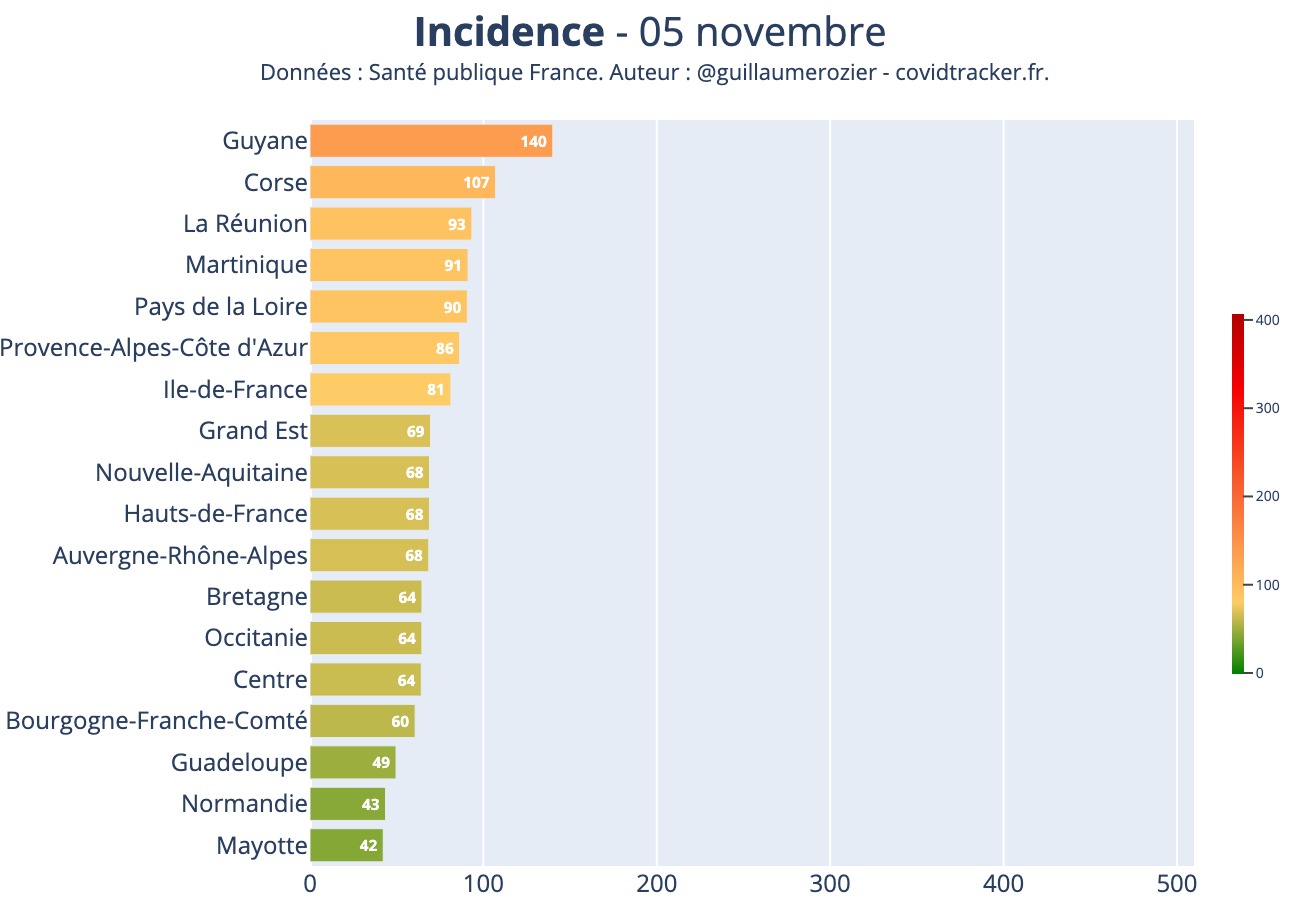 Incidence - 05 novembre
Données : Santé publique France. Auteur : @guillaumerozier - covidtracker.fr.
Guyane 140
Corse 107
La Réunion 93
Martinique 91
Pays de la Loire 90
Provence-Alpes-Côte d'Azur 86
Ile-de-France 81
Grand Est 69
Nouvelle-Aquitaine 68
Hauts-de-France 68
Auvergne-Rhône-Alpes 68
Bretagne 64
Occitanie 64
Centre 64
Bourgogne-Franche-Comté 60
Guadeloupe 49
Normandie 43
Mayotte 42
0 100 200 300 400 500
400
300
200
100
0